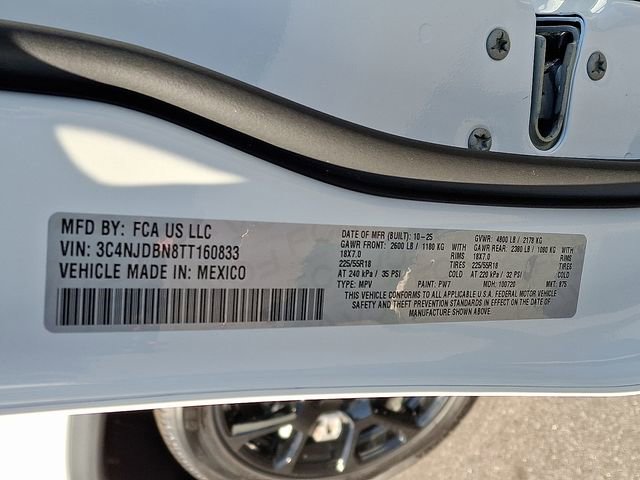 MFD BY: FCA US LLC
VIN: 3C4NJDBN8TT160833
VEHICLE MADE IN: MEXICO
DATE OF MFR (BUILT): 10-25 GVWR: 4800 LB / 2178 KG
GAWR FRONT: 2600 LB / 1180 KG WITH GAWR REAR: 2380 LB / 1080 KG WITH
18X7.0 RIMS 18X7.0 RIMS
225/55R18 TIRES 225/55R18 TIRES
AT 240 kPa / 35 PSI COLD AT 220 kPa / 32 PSI COLD
TYPE: MPV PAINT: PW7 MDH: 100720 MXT: 875
THIS VEHICLE CONFORMS TO ALL APPLICABLE U.S.A. FEDERAL MOTOR VEHICLE
SAFETY AND THEFT PREVENTION STANDARDS IN EFFECT ON THE DATE OF
MANUFACTURE SHOWN ABOVE